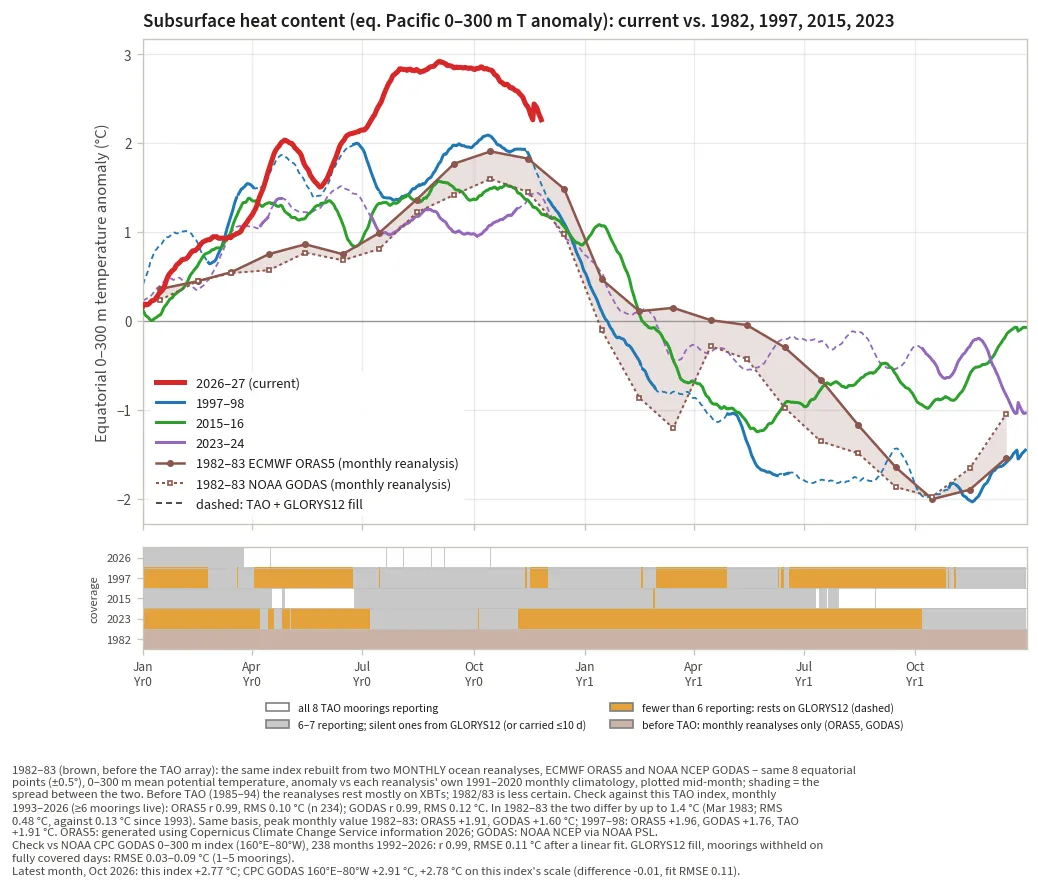 Subsurface heat content (eq. Pacific 0–300 m T anomaly): current vs. 1982, 1997, 2015, 2023
Equatorial 0–300 m temperature anomaly (°C)
3
2
1
0
−1
−2
2026–27 (current)
1997–98
2015–16
2023–24
1982–83 ECMWF ORAS5 (monthly reanalysis)
1982–83 NOAA GODAS (monthly reanalysis)
dashed: TAO + GLORYS12 fill
coverage
2026
1997
2015
2023
1982
Jan Apr Jul Oct Jan Apr Jul Oct
Yr0 Yr0 Yr0 Yr0 Yr1 Yr1 Yr1 Yr1
all 8 TAO moorings reporting
6–7 reporting; silent ones from GLORYS12 (or carried ≤10 d)
fewer than 6 reporting: rests on GLORYS12 (dashed)
before TAO: monthly reanalyses only (ORAS5, GODAS)
1982–83 (brown, before the TAO array): the same index rebuilt from two MONTHLY ocean reanalyses, ECMWF ORAS5 and NOAA NCEP GODAS – same 8 equatorial
points (±0.5°), 0–300 m mean potential temperature, anomaly vs each reanalysis' own 1991–2020 monthly climatology, plotted mid-month; shading = the
spread between the two. Before TAO (1985–94) the reanalyses rest mostly on XBTs; 1982/83 is less certain. Check against this TAO index, monthly
1993–2026 (≥6 moorings live): ORAS5 r 0.99, RMS 0.10 °C (n 234); GODAS r 0.99, RMS 0.12 °C. In 1982–83 the two differ by up to 1.4 °C (Mar 1983; RMS
0.48 °C, against 0.13 °C since 1993). Same basis, peak monthly value 1982–83: ORAS5 +1.91, GODAS +1.60 °C; 1997–98: ORAS5 +1.96, GODAS +1.76, TAO
+1.91 °C. ORAS5: generated using Copernicus Climate Change Service information 2026; GODAS: NOAA NCEP via NOAA PSL.
Check vs NOAA CPC GODAS 0–300 m index (160°E–80°W), 238 months 1992–2026: r 0.99, RMSE 0.11 °C after a linear fit. GLORYS12 fill, moorings withheld on
fully covered days: RMSE 0.03–0.09 °C (1–5 moorings).
Latest month, Oct 2026: this index +2.77 °C; CPC GODAS 160°E–80°W +2.91 °C, +2.78 °C on this index's scale (difference -0.01, fit RMSE 0.11).